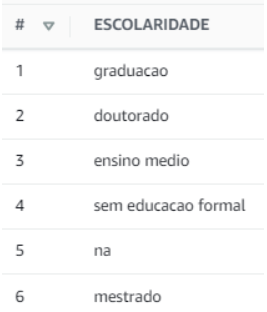 # ESCOLARIDADE
1 graduacao
2 doutorado
3 ensino medio
4 sem educacao formal
5 na
6 mestrado